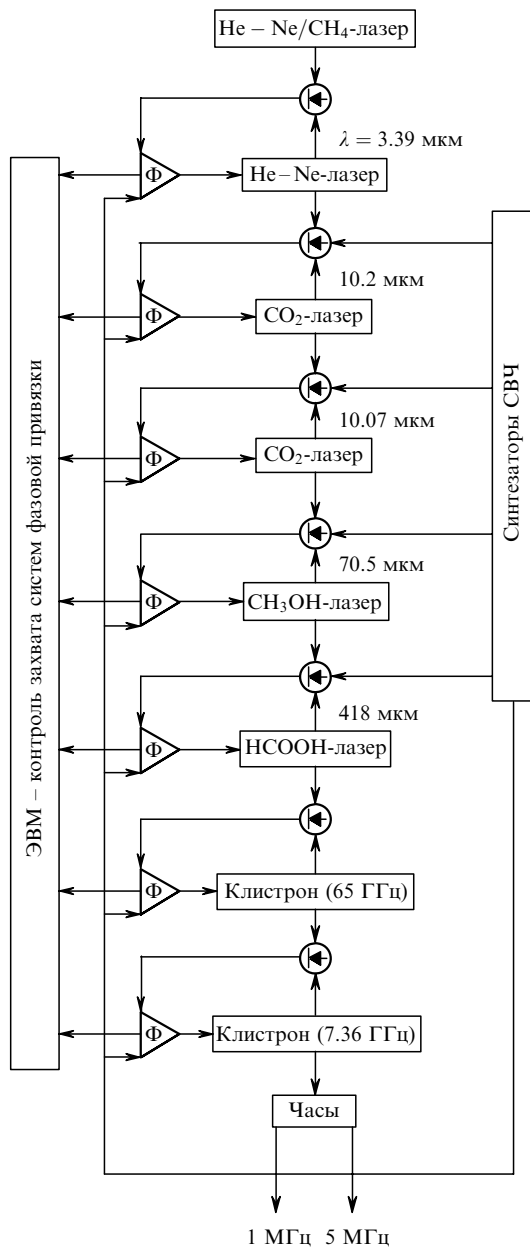 He – Ne/CH₄-лазер
λ = 3.39 мкм
Φ
He – Ne-лазер
10.2 мкм
Φ
CO₂-лазер
10.07 мкм
Φ
CO₂-лазер
70.5 мкм
Φ
CH₃OH-лазер
418 мкм
Φ
HCOOH-лазер
Φ
Клистрон (65 ГГц)
Φ
Клистрон (7.36 ГГц)
Часы
1 МГц 5 МГц
ЭВМ – контроль захвата систем фазовой привязки
Синтезаторы СВЧ